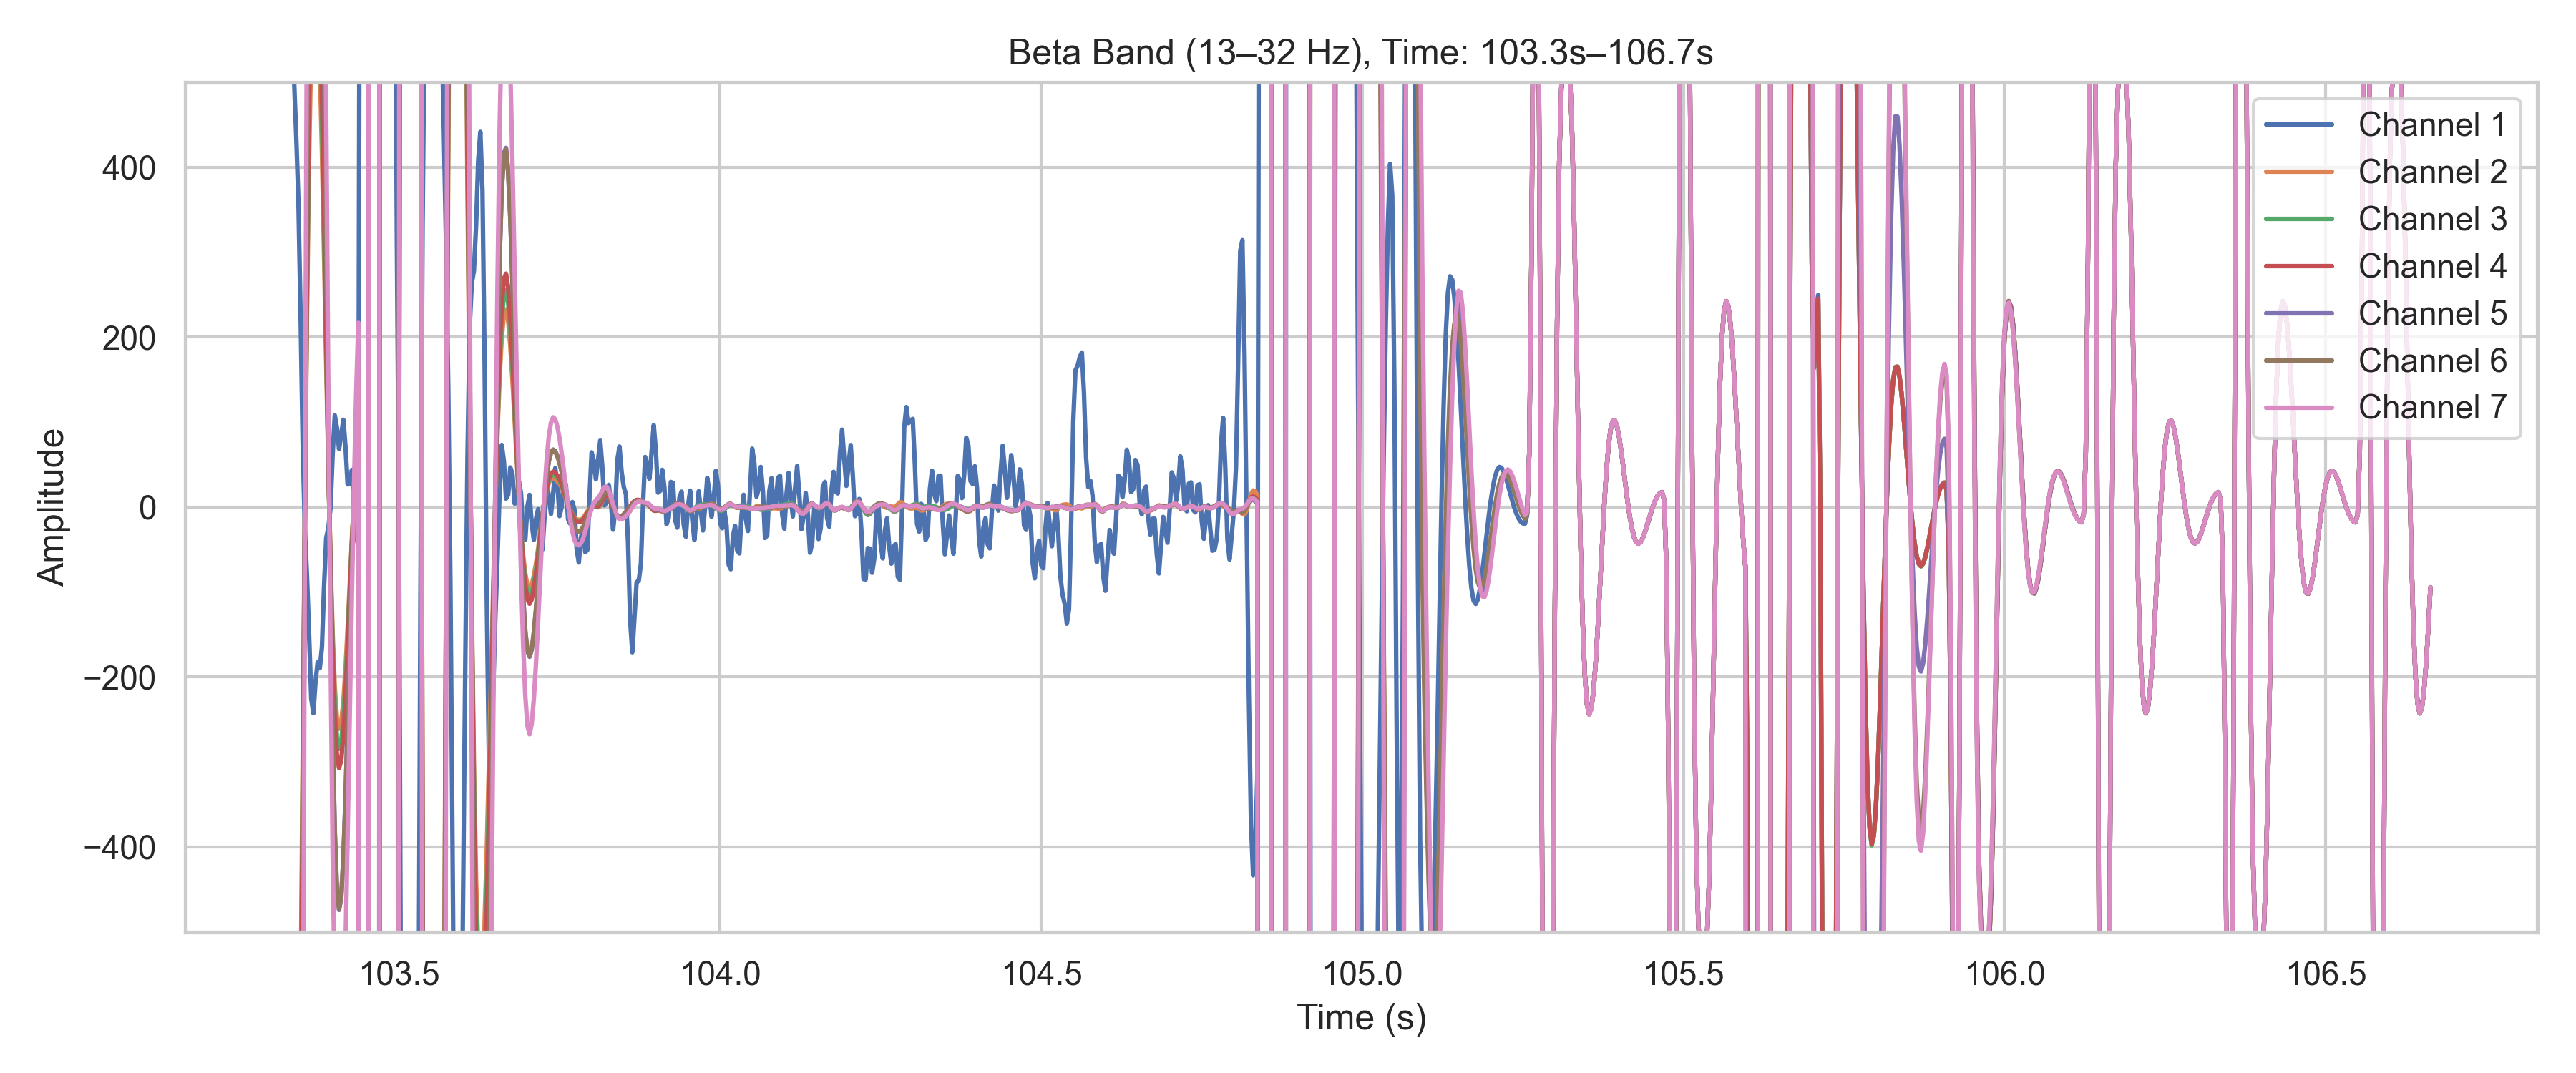 Beta Band (13–32 Hz), Time: 103.3s–106.7s
Amplitude
400
200
0
−200
−400
103.5
104.0
104.5
105.0
105.5
106.0
106.5
Time (s)
Channel 1
Channel 2
Channel 3
Channel 4
Channel 5
Channel 6
Channel 7